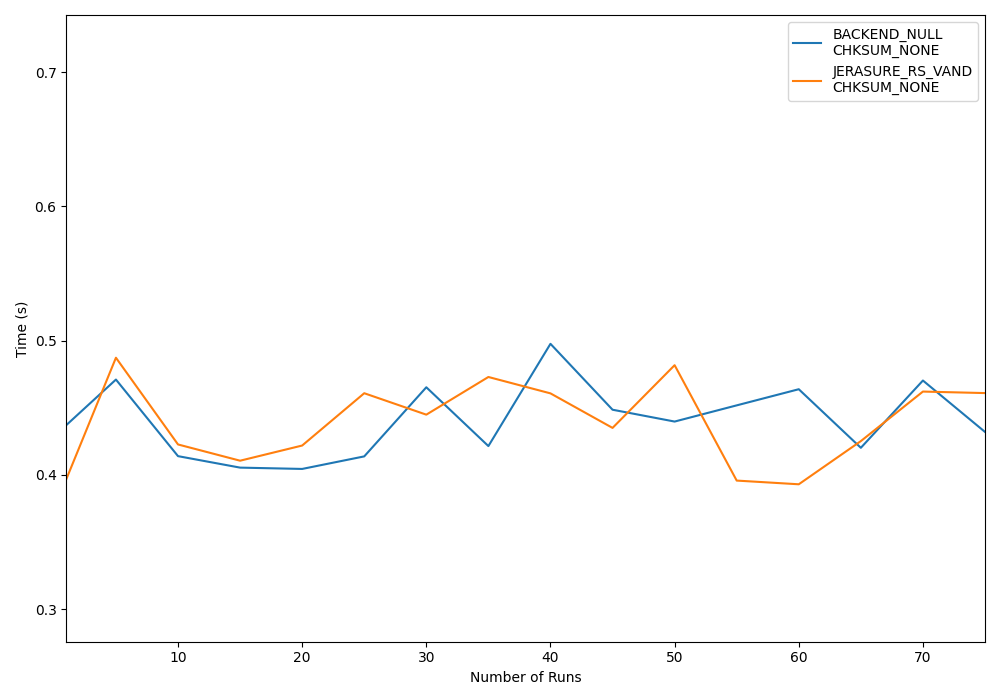 BACKEND_NULL
CHKSUM_NONE
JERASURE_RS_VAND
CHKSUM_NONE
0.7
0.6
0.5
0.4
0.3
Time (s)
10 20 30 40 50 60 70
Number of Runs